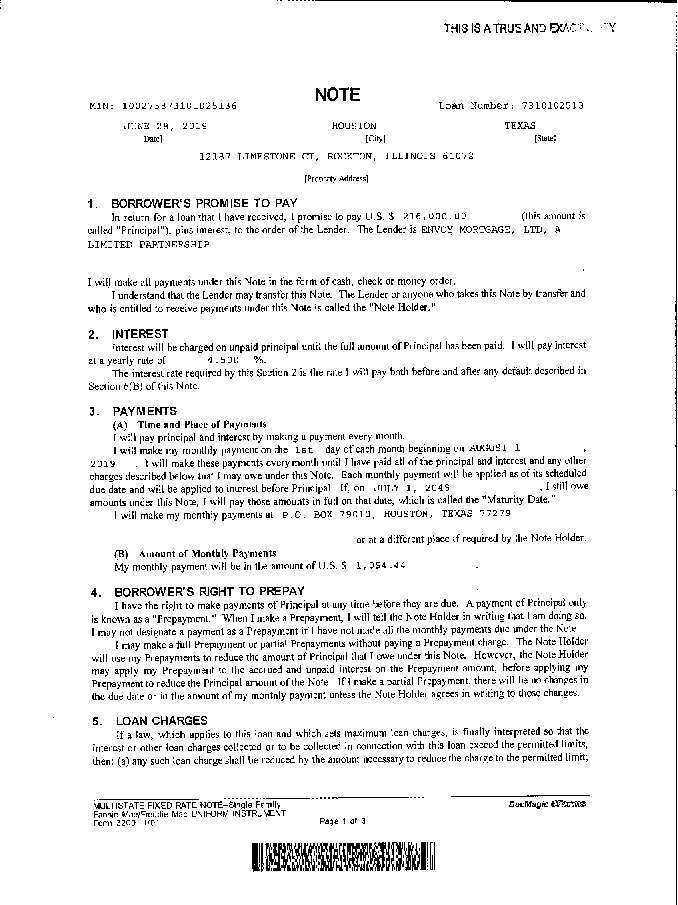 THIS IS A TRUE AND EXACT
NOTE
MIN: Loan Number: 7310102513
JUNE 28, 2019 HOUSTON TEXAS
[Date] [City] [State]
12187 LIMESTONE CT, ROCKTON, ILLINOIS 61072
[Property Address]
1. BORROWER'S PROMISE TO PAY
In return for a loan that I have received, I promise to pay U.S. $ 216,000.00 (this amount is
called "Principal"), plus interest, to the order of the Lender. The Lender is ENVOY MORTGAGE, LTD, A
LIMITED PARTNERSHIP
I will make all payments under this Note in the form of cash, check or money order.
I understand that the Lender may transfer this Note. The Lender or anyone who takes this Note by transfer and
who is entitled to receive payments under this Note is called the "Note Holder."
2. INTEREST
Interest will be charged on unpaid principal until the full amount of Principal has been paid. I will pay interest
at a yearly rate of 4.500 %.
The interest rate required by this Section 2 is the rate I will pay both before and after any default described in
Section 6(B) of this Note.
3. PAYMENTS
(A) Time and Place of Payments
I will pay principal and interest by making a payment every month.
I will make my monthly payment on the 1st day of each month beginning on AUGUST 1 ,
2019 . I will make these payments every month until I have paid all of the principal and interest and any other
charges described below that I may owe under this Note. Each monthly payment will be applied as of its scheduled
due date and will be applied to interest before Principal. If, on JULY 1, 2049 , I still owe
amounts under this Note, I will pay those amounts in full on that date, which is called the "Maturity Date."
I will make my monthly payments at P.O. BOX 79013, HOUSTON, TEXAS 77279
or at a different place if required by the Note Holder.
(B) Amount of Monthly Payments
My monthly payment will be in the amount of U.S. $ 1,094.44 .
4. BORROWER'S RIGHT TO PREPAY
I have the right to make payments of Principal at any time before they are due. A payment of Principal only
is known as a "Prepayment." When I make a Prepayment, I will tell the Note Holder in writing that I am doing so.
I may not designate a payment as a Prepayment if I have not made all the monthly payments due under the Note
I may make a full Prepayment or partial Prepayments without paying a Prepayment charge. The Note Holder
will use my Prepayments to reduce the amount of Principal that I owe under this Note. However, the Note Holder
may apply my Prepayment to the accrued and unpaid interest on the Prepayment amount, before applying my
Prepayment to reduce the Principal amount of the Note. If I make a partial Prepayment, there will be no changes in
the due date or in the amount of my monthly payment unless the Note Holder agrees in writing to those changes.
5. LOAN CHARGES
If a law, which applies to this loan and which sets maximum loan charges, is finally interpreted so that the
interest or other loan charges collected or to be collected in connection with this loan exceed the permitted limits,
then: (a) any such loan charge shall be reduced by the amount necessary to reduce the charge to the permitted limit;
MULTISTATE FIXED RATE NOTE--Single Family
Fannie Mae/Freddie Mac UNIFORM INSTRUMENT
Form 3200 1/01 Page 1 of 3
DocMagic